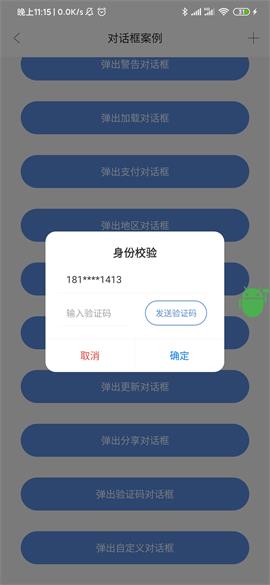 晚上11:15 | 0.0K/s
31
对话框案例
弹出警告对话框
弹出加载对话框
弹出支付对话框
弹出地区对话框
身份校验
181****1413
输入验证码
发送验证码
取消
确定
弹出更新对话框
弹出分享对话框
弹出验证码对话框
弹出自定义对话框